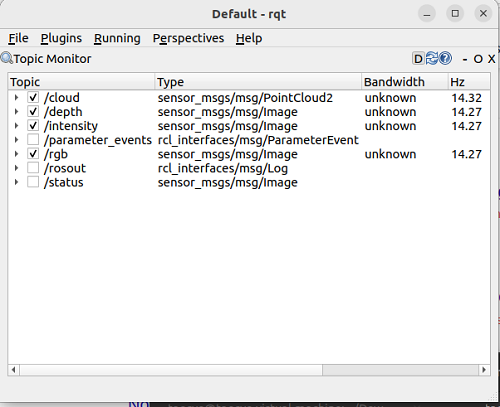 Default - rqt
File Plugins Running Perspectives Help
Topic Monitor D - O X
Topic Type Bandwidth Hz
/cloud sensor_msgs/msg/PointCloud2 unknown 14.32
/depth sensor_msgs/msg/Image unknown 14.27
/intensity sensor_msgs/msg/Image unknown 14.27
/parameter_events rcl_interfaces/msg/ParameterEvent
/rgb sensor_msgs/msg/Image unknown 14.27
/rosout rcl_interfaces/msg/Log
/status sensor_msgs/msg/Image